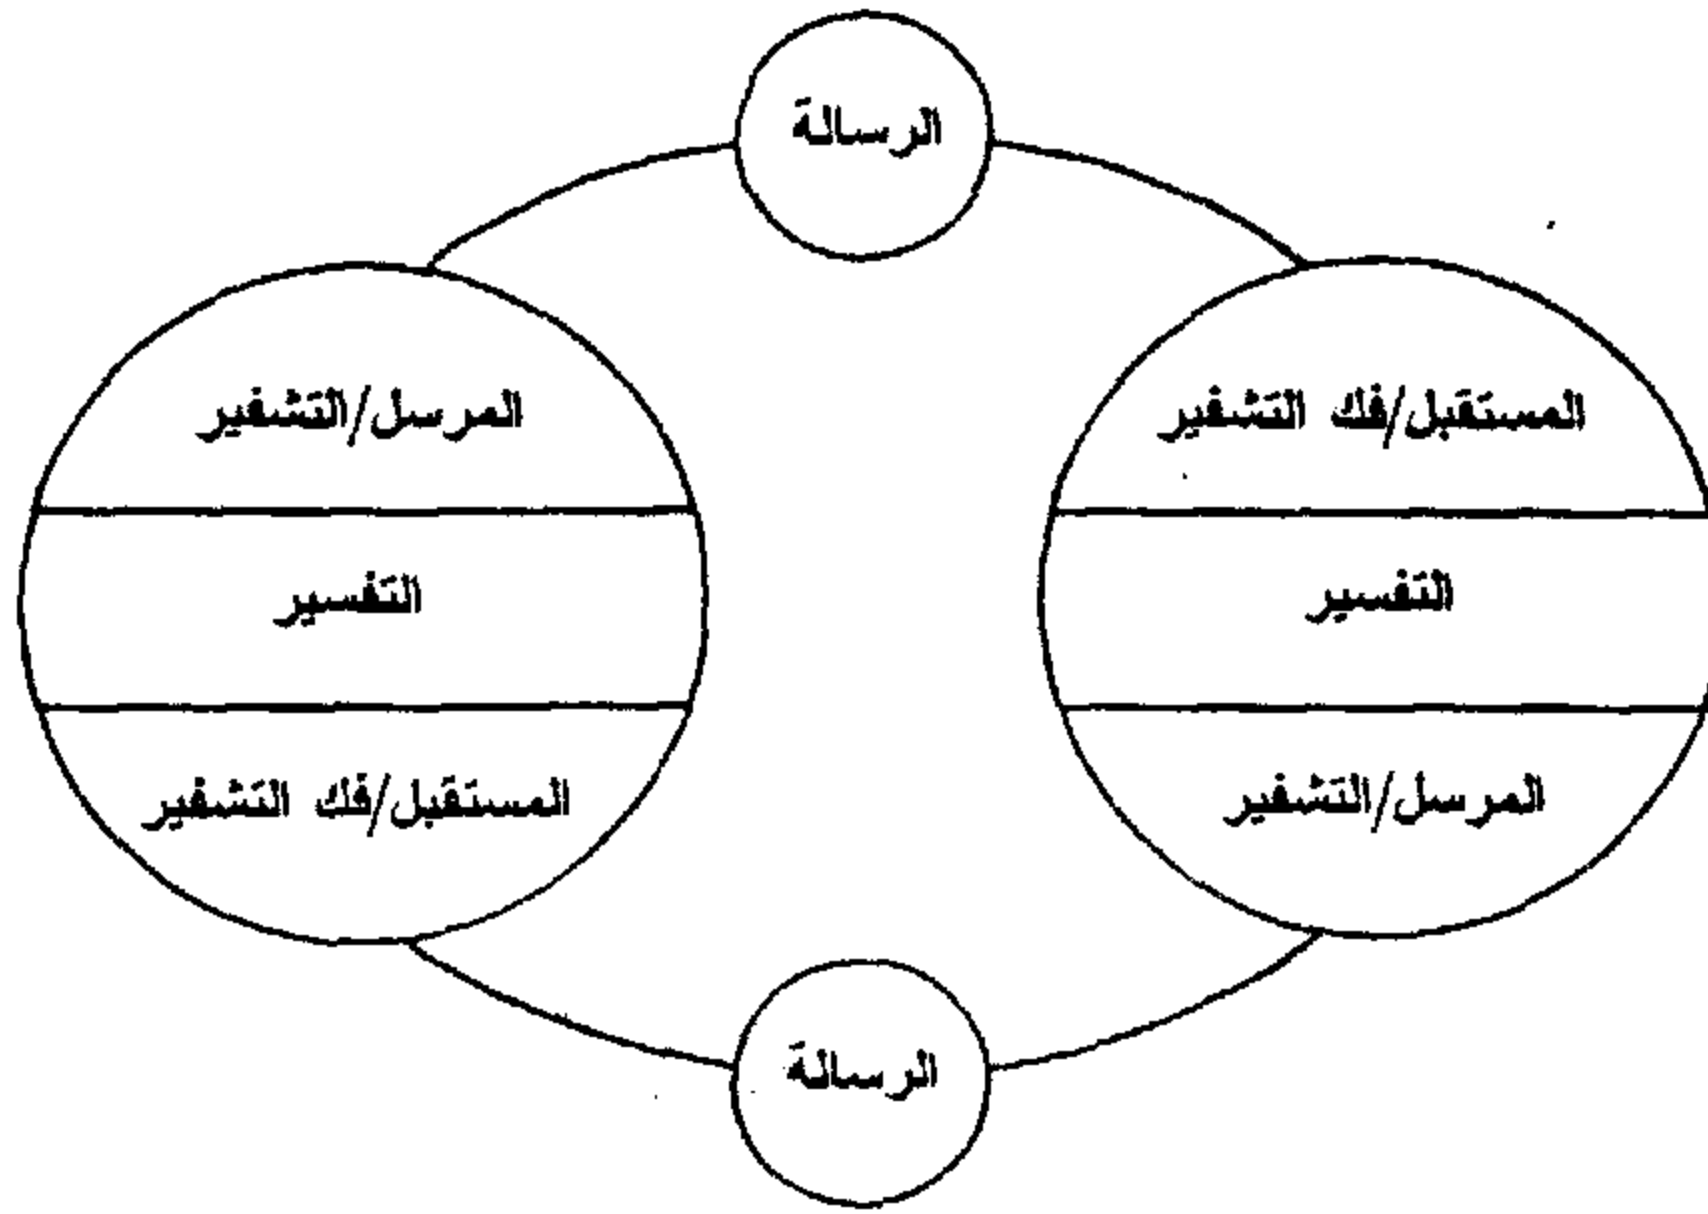 الرسالة
المستقبل/فك التشفير
المرسل/التشفير
التفسير
التفسير
المرسل/التشفير
المستقبل/فك التشفير
الرسالة